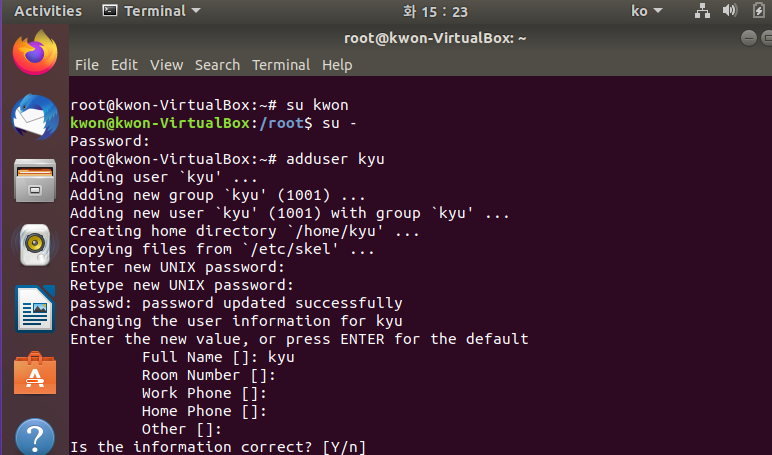 Activities Terminal 화 15 : 23 ko
root@kwon-VirtualBox: ~
File Edit View Search Terminal Help
root@kwon-VirtualBox:~# su kwon
kwon@kwon-VirtualBox:/root$ su -
Password:
root@kwon-VirtualBox:~# adduser kyu
Adding user `kyu' ...
Adding new group `kyu' (1001) ...
Adding new user `kyu' (1001) with group `kyu' ...
Creating home directory `/home/kyu' ...
Copying files from `/etc/skel' ...
Enter new UNIX password:
Retype new UNIX password:
passwd: password updated successfully
Changing the user information for kyu
Enter the new value, or press ENTER for the default
Full Name []: kyu
Room Number []:
Work Phone []:
Home Phone []:
Other []:
Is the information correct? [Y/n]